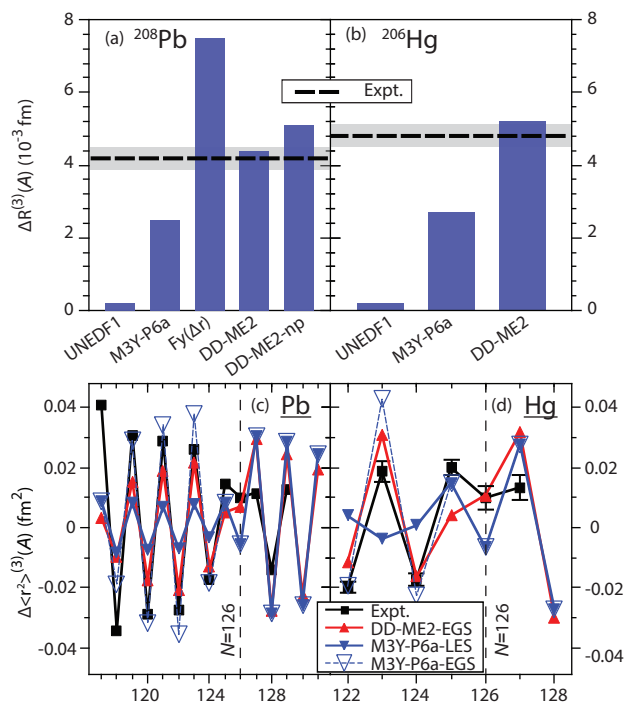 (a) ²⁰⁸Pb
(b) ²⁰⁶Hg
Expt.
ΔR⁽³⁾(A) (10⁻³ fm)
8
6
4
2
0
8
6
4
2
0
UNEDF1
M3Y-P6a
Fy(Δr)
DD-ME2
DD-ME2-np
UNEDF1
M3Y-P6a
DD-ME2
(c) Pb
(d) Hg
Δ<r²>⁽³⁾(A) (fm²)
0.04
0.02
0
-0.02
-0.04
0.04
0.02
0
-0.02
-0.04
N=126
N=126
Expt.
DD-ME2-EGS
M3Y-P6a-LES
M3Y-P6a-EGS
120 124 128
122 124 126 128